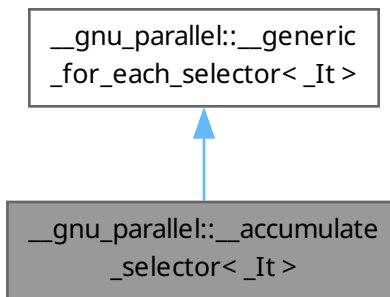 __gnu_parallel::__generic
_for_each_selector< _It >
__gnu_parallel::__accumulate
_selector< _It >